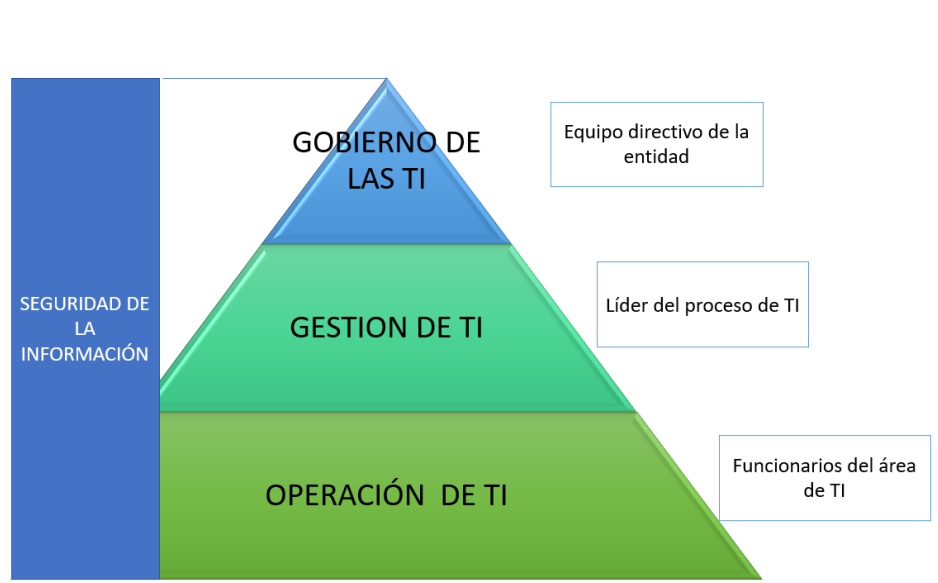 GOBIERNO DE
LAS TI
Equipo directivo de la
entidad
SEGURIDAD DE
LA
INFORMACIÓN
GESTION DE TI
Líder del proceso de TI
OPERACIÓN  DE TI
Funcionarios del área
de TI